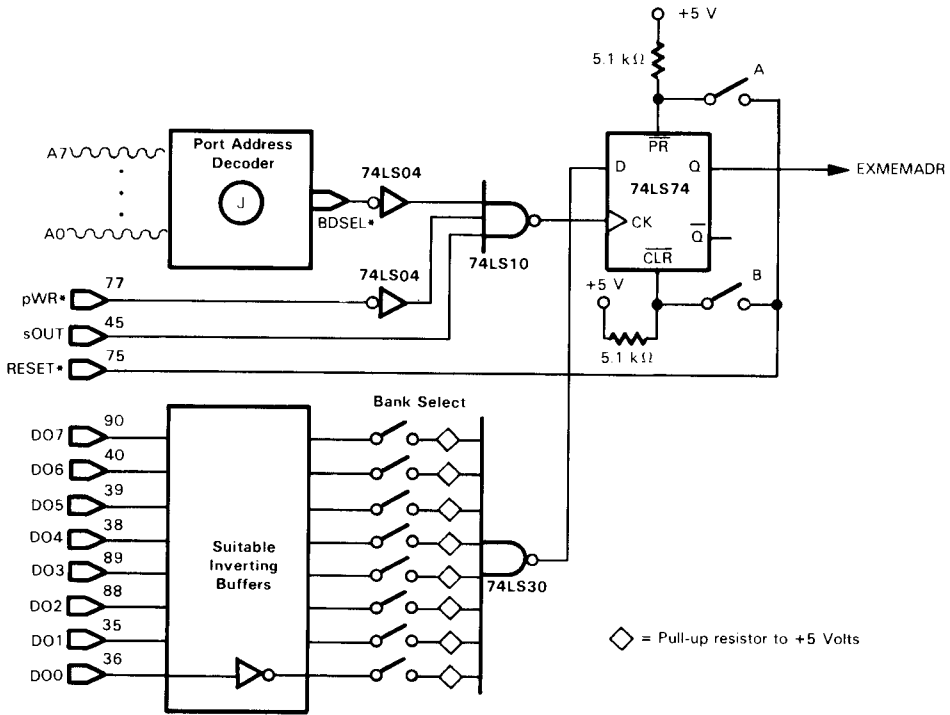 +5 V
5.1 kΩ
A
A7
A0
Port Address
Decoder
J
BDSEL*
74LS04
74LS10
PR
D
Q
74LS74
CK
Q
CLR
EXMEMADR
74LS04
pWR*
77
sOUT
45
RESET*
75
+5 V
5.1 kΩ
B
Bank Select
DO7
90
DO6
40
DO5
39
DO4
38
DO3
89
DO2
88
DO1
35
DO0
36
Suitable
Inverting
Buffers
74LS30
= Pull-up resistor to +5 Volts